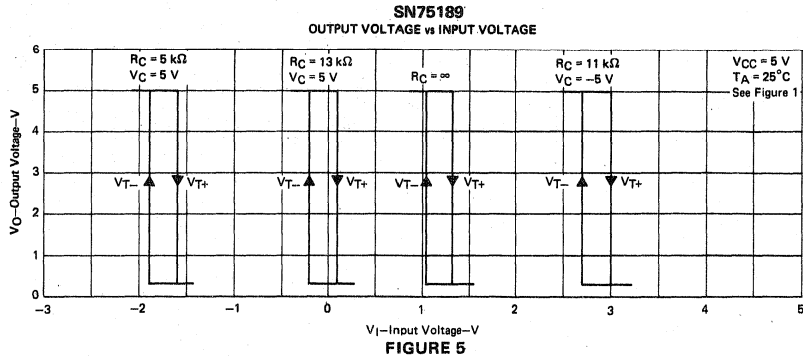 SN75189
OUTPUT VOLTAGE vs INPUT VOLTAGE
RC = 5 kΩ
VC = 5 V
RC = 13 kΩ
VC = 5 V
RC = ∞
RC = 11 kΩ
VC = –5 V
VCC = 5 V
TA = 25°C
See Figure 1
VO–Output Voltage–V
6
5
4
3
2
1
0
VT–
VT+
VT–
VT+
VT–
VT+
VT–
VT+
–3
–2
–1
0
1
2
3
4
5
VI–Input Voltage–V
FIGURE 5